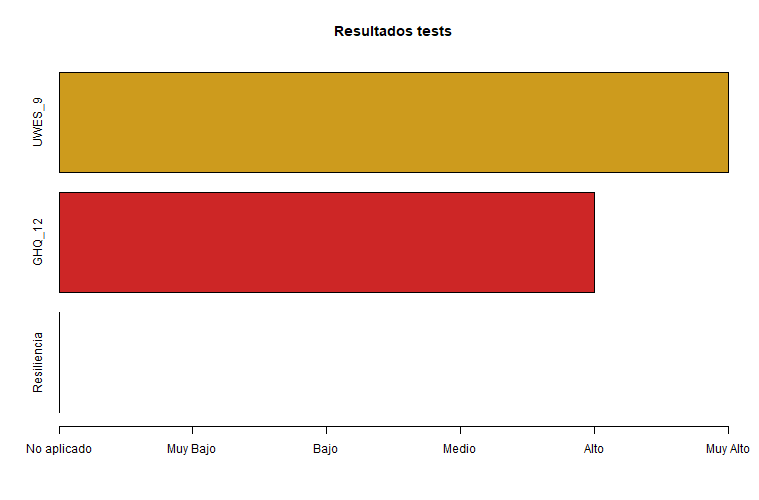 Resultados tests
UWES_9
GHQ_12
Resiliencia
No aplicado
Muy Bajo
Bajo
Medio
Alto
Muy Alto